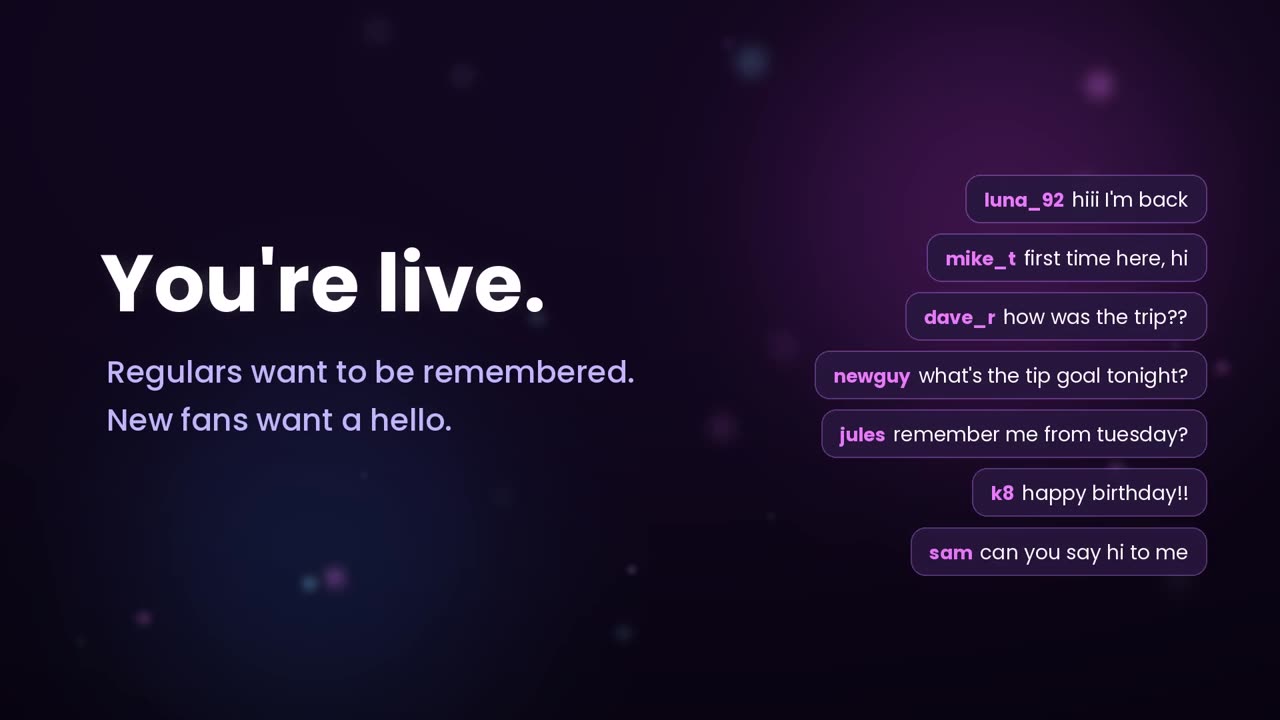 You're live.
Regulars want to be remembered.
New fans want a hello.
luna_92 hiii I'm back
mike_t first time here, hi
dave_r how was the trip??
newguy what's the tip goal tonight?
jules remember me from tuesday?
k8 happy birthday!!
sam can you say hi to me